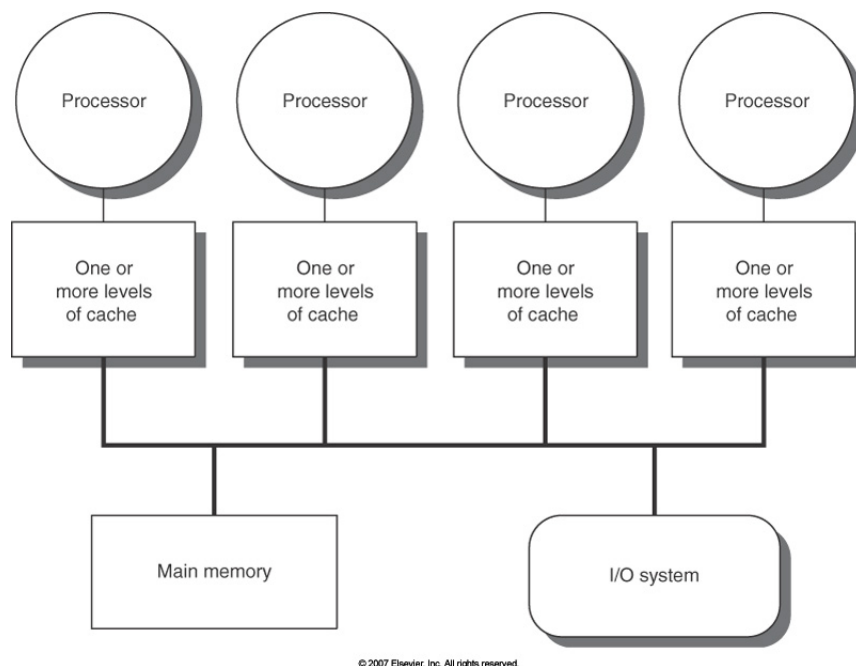 Processor
Processor
Processor
Processor
One or
more levels
of cache
One or
more levels
of cache
One or
more levels
of cache
One or
more levels
of cache
Main memory
I/O system
© 2007 Elsevier, Inc. All rights reserved.